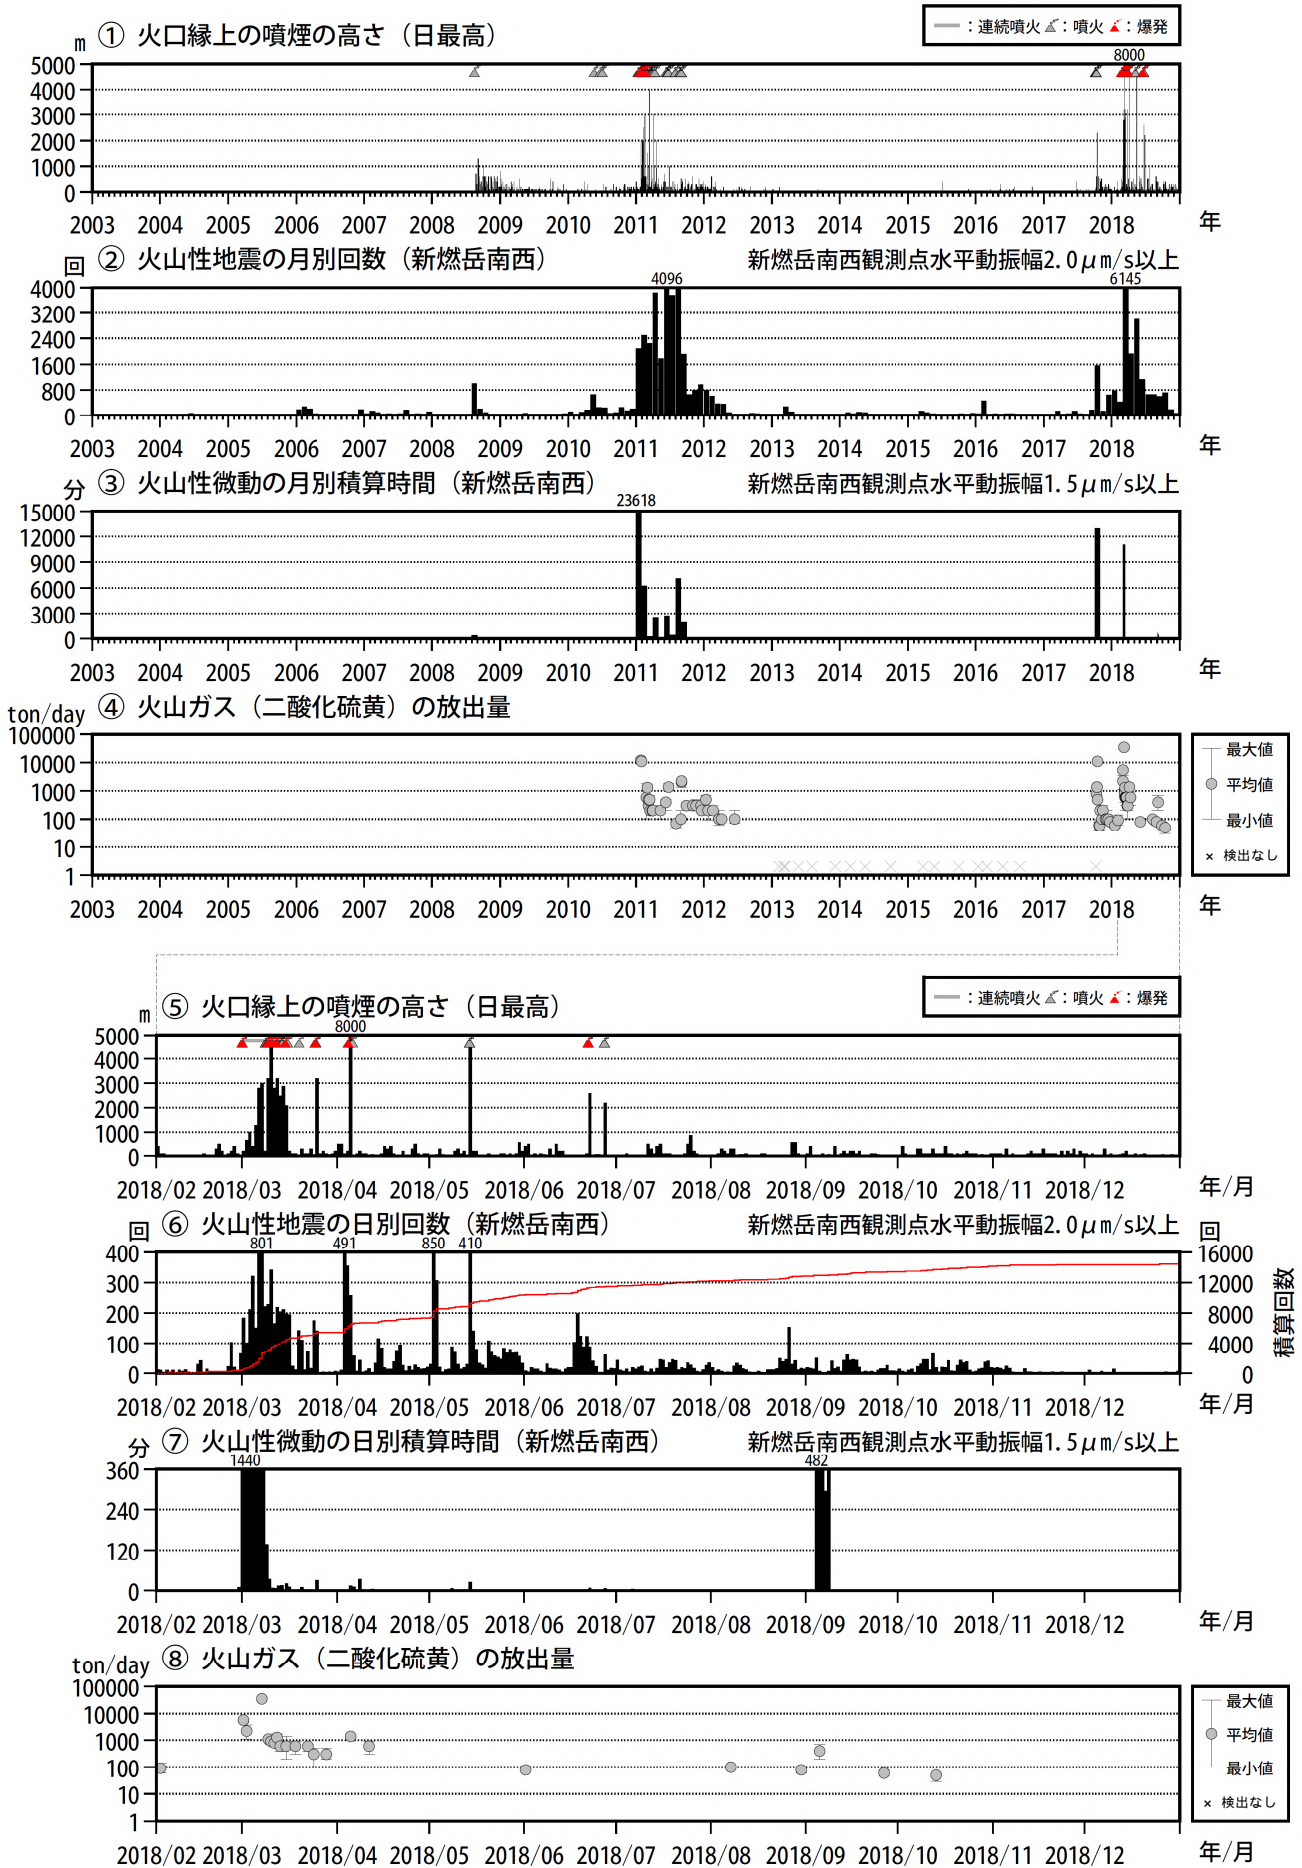 ① 火口縁上の噴煙の高さ（日最高）
：連続噴火 ：噴火 ：爆発
m
8000
5000
4000
3000
2000
1000
0
2003 2004 2005 2006 2007 2008 2009 2010 2011 2012 2013 2014 2015 2016 2017 2018 年
② 火山性地震の月別回数（新燃岳南西） 新燃岳南西観測点水平動振幅2.0μm/s以上
回
4096 6145
4000
3200
2400
1600
800
0
2003 2004 2005 2006 2007 2008 2009 2010 2011 2012 2013 2014 2015 2016 2017 2018 年
③ 火山性微動の月別積算時間（新燃岳南西） 新燃岳南西観測点水平動振幅1.5μm/s以上
分
23618
15000
12000
9000
6000
3000
0
2003 2004 2005 2006 2007 2008 2009 2010 2011 2012 2013 2014 2015 2016 2017 2018 年
④ 火山ガス（二酸化硫黄）の放出量
ton/day
100000
10000
1000
100
10
1
最大値
平均値
最小値
× 検出なし
2003 2004 2005 2006 2007 2008 2009 2010 2011 2012 2013 2014 2015 2016 2017 2018 年
⑤ 火口縁上の噴煙の高さ（日最高）
：連続噴火 ：噴火 ：爆発
m
8000
5000
4000
3000
2000
1000
0
2018/02 2018/03 2018/04 2018/05 2018/06 2018/07 2018/08 2018/09 2018/10 2018/11 2018/12 年/月
⑥ 火山性地震の日別回数（新燃岳南西） 新燃岳南西観測点水平動振幅2.0μm/s以上
回 回
801 491 850 410
400
300
200
100
0
16000
12000
8000
4000
0
積算回数
2018/02 2018/03 2018/04 2018/05 2018/06 2018/07 2018/08 2018/09 2018/10 2018/11 2018/12 年/月
⑦ 火山性微動の日別積算時間（新燃岳南西） 新燃岳南西観測点水平動振幅1.5μm/s以上
分
1440 482
360
240
120
0
2018/02 2018/03 2018/04 2018/05 2018/06 2018/07 2018/08 2018/09 2018/10 2018/11 2018/12 年/月
⑧ 火山ガス（二酸化硫黄）の放出量
ton/day
100000
10000
1000
100
10
1
最大値
平均値
最小値
× 検出なし
2018/02 2018/03 2018/04 2018/05 2018/06 2018/07 2018/08 2018/09 2018/10 2018/11 2018/12 年/月